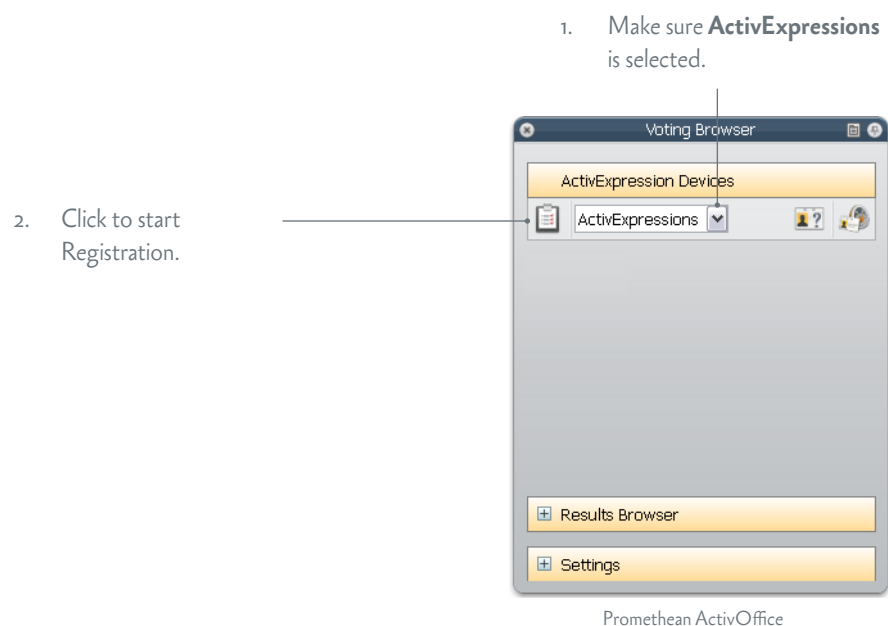 1. Make sure ActivExpressions
is selected.
Voting Browser
ActivExpression Devices
2. Click to start
Registration.
ActivExpressions
?
Results Browser
Settings
Promethean ActivOffice